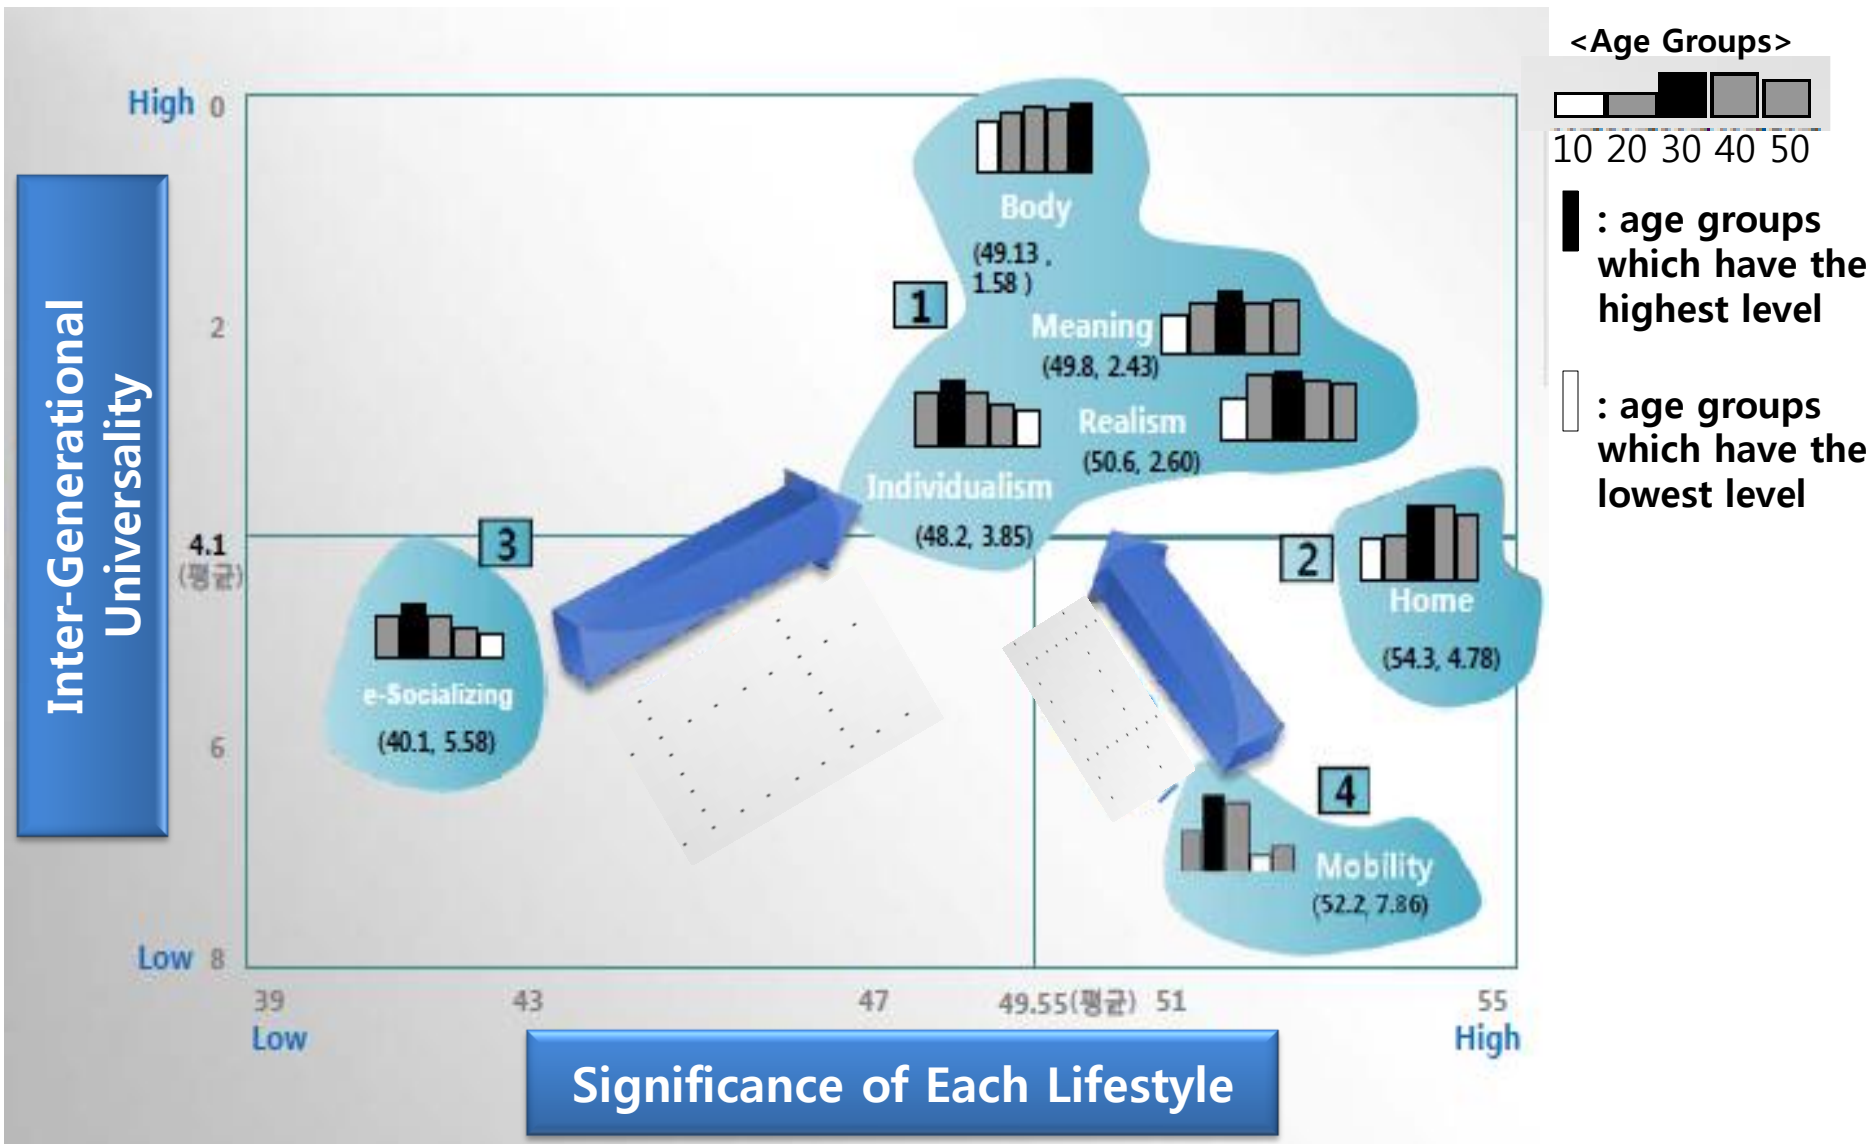 <Age Groups>
10 20 30 40 50
: age groups
which have the
highest level
: age groups
which have the
lowest level
Inter-Generational
Universality
High 0
2
4.1
(평균)
6
Low 8
Body
(49.13 ,
1.58 )
1
Meaning
(49.8, 2.43)
Realism
(50.6, 2.60)
Individualism
(48.2, 3.85)
3
e-Socializing
(40.1, 5.58)
2
Home
(54.3, 4.78)
4
Mobility
(52.2, 7.86)
39 43 47 49.55(평균) 51 55
Low High
Significance of Each Lifestyle